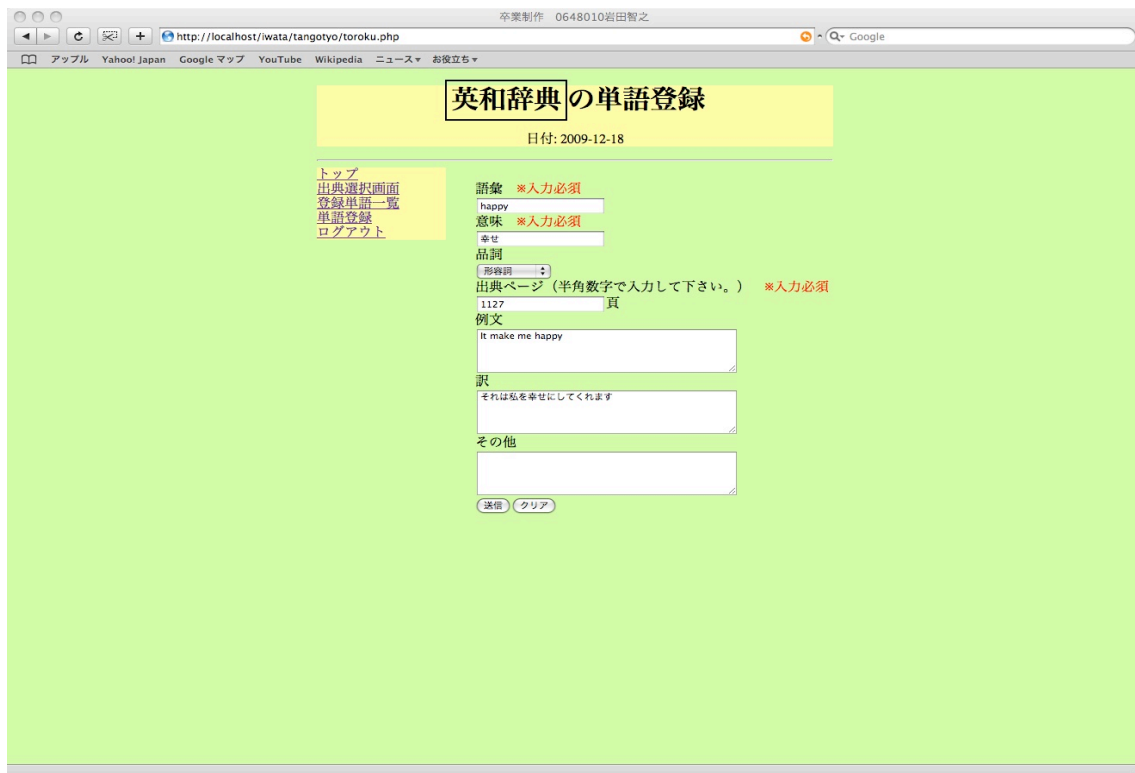 卒業制作　0648010岩田智之
http://localhost/iwata/tangotyo/toroku.php
Google
アップル Yahoo! Japan Google マップ YouTube Wikipedia ニュース お役立ち
英和辞典の単語登録
日付: 2009-12-18
トップ
出典選択画面
登録単語一覧
単語登録
ログアウト
語彙　※入力必須
happy
意味　※入力必須
幸せ
品詞
形容詞
出典ページ（半角数字で入力して下さい。）　※入力必須
1127 頁
例文
It make me happy
訳
それは私を幸せにしてくれます
その他
送信 クリア